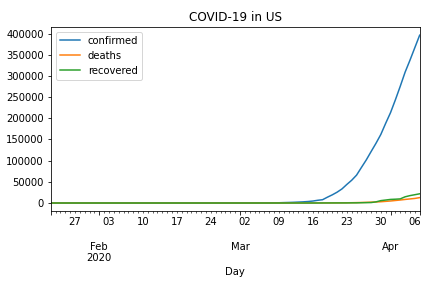 COVID-19 in US
confirmed
deaths
recovered
400000
350000
300000
250000
200000
150000
100000
50000
0
27 03 10 17 24 02 09 16 23 30 06
Feb Mar Apr
2020
Day